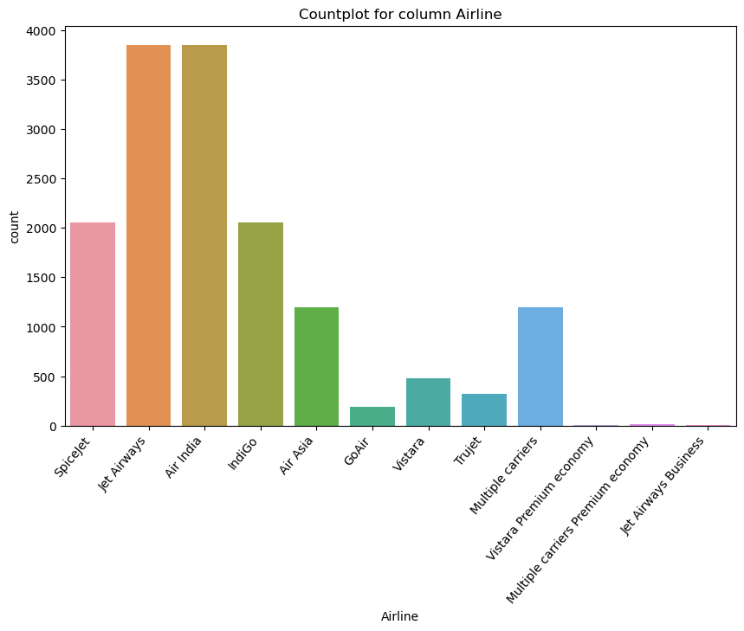 Countplot for column Airline
4000
3500
3000
2500
2000
1500
1000
500
0
count
SpiceJet
Jet Airways
Air India
IndiGo
Air Asia
GoAir
Vistara
Trujet
Multiple carriers
Vistara Premium economy
Multiple carriers Premium economy
Jet Airways Business
Airline